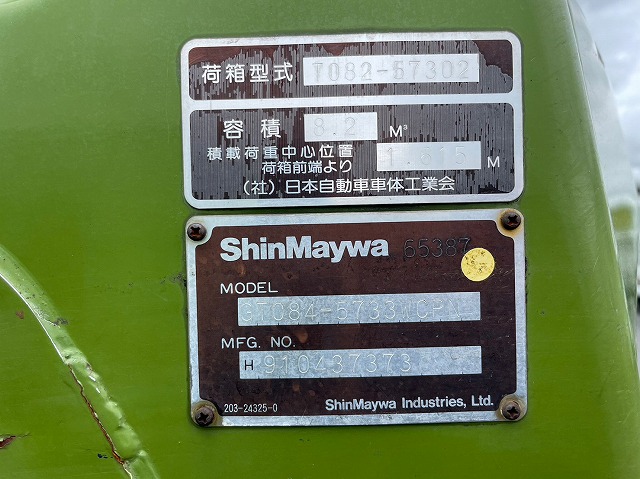 荷箱型式 T082-57302
容積 8.2 M³
積載荷重中心位置
荷箱前端より 1.615 M
(社)日本自動車車体工業会
ShinMaywa 65387
MODEL
GT084-5733WCPN
MFG. NO.
H 910437373
203-24325-0 ShinMaywa Industries, Ltd.